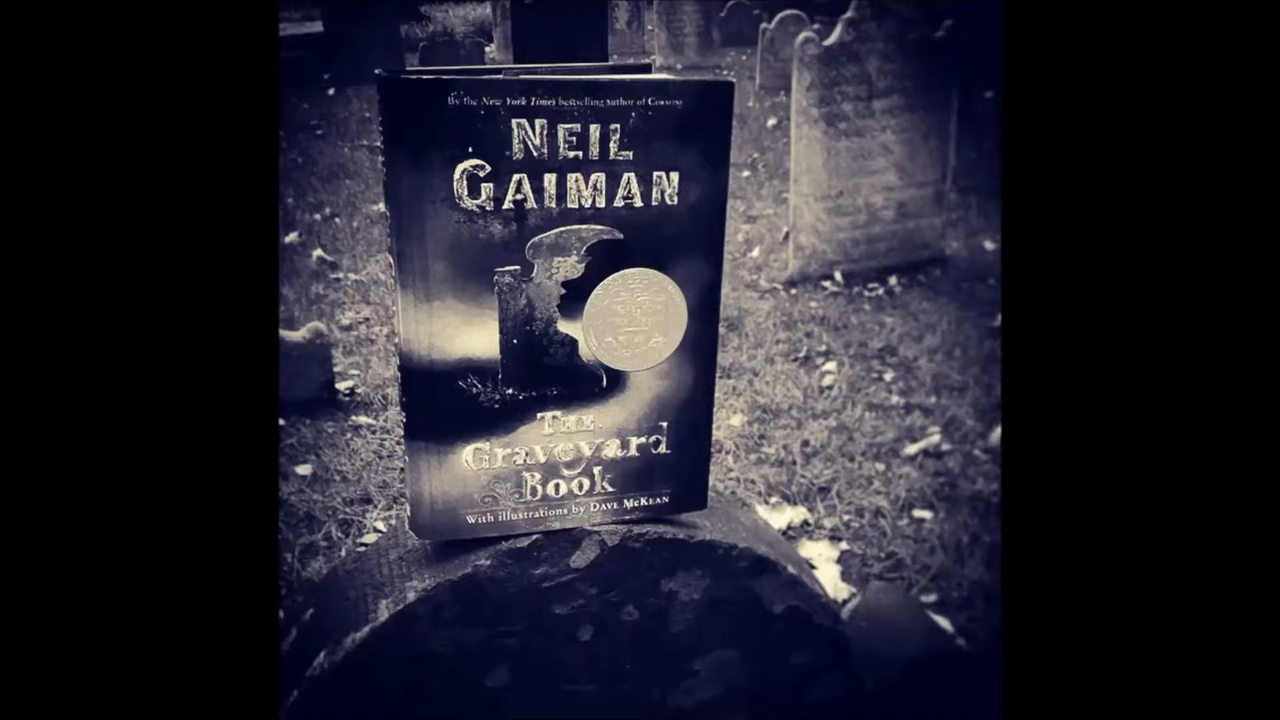 By the New York Times bestselling author of Coraline
NEIL
GAIMAN
THE
Graveyard
Book
With illustrations by DAVE MCKEAN